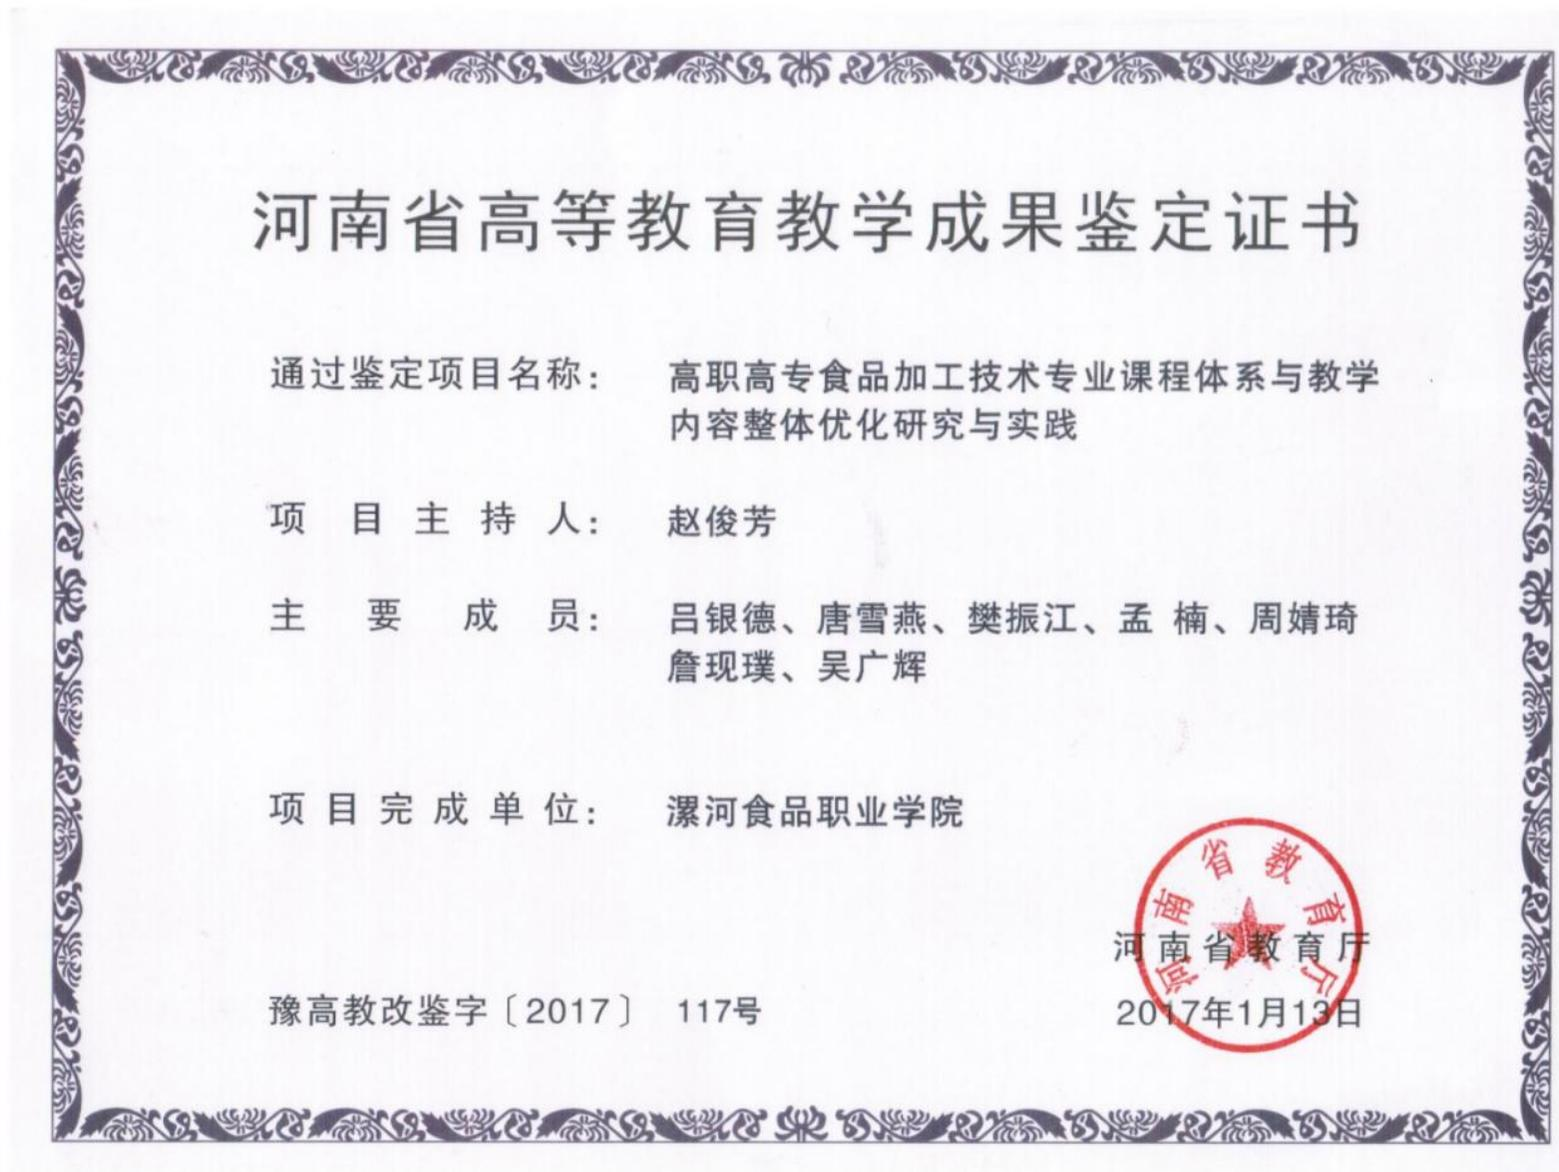 河南省高等教育教学成果鉴定证书
通过鉴定项目名称： 高职高专食品加工技术专业课程体系与教学
内容整体优化研究与实践
项目主持人： 赵俊芳
主要成员： 吕银德、唐雪燕、樊振江、孟 楠、周婧琦
詹现璞、吴广辉
项目完成单位： 漯河食品职业学院
河南省教育厅
河南省教育厅
豫高教改鉴字〔2017〕 117号 2017年1月13日